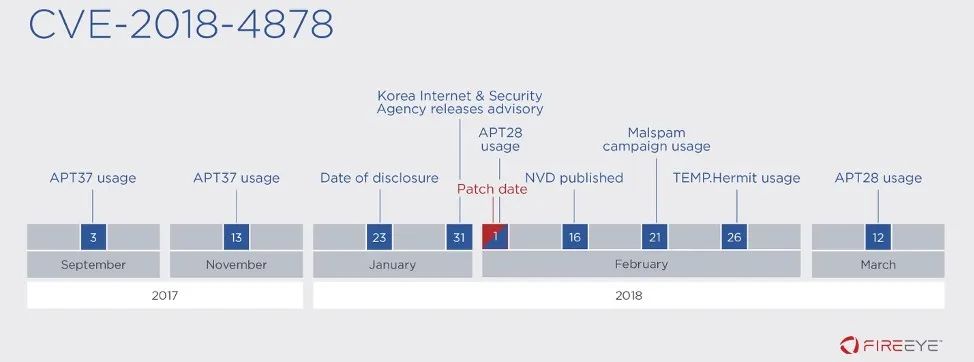 CVE-2018-4878
Korea Internet & Security
Agency releases advisory
APT28
usage
Malspam
campaign usage
APT37 usage
APT37 usage
Date of disclosure
Patch date
NVD published
TEMP.Hermit usage
APT28 usage
3
13
23
31
1
16
21
26
12
September
November
January
February
March
2017
2018
FIREEYE™